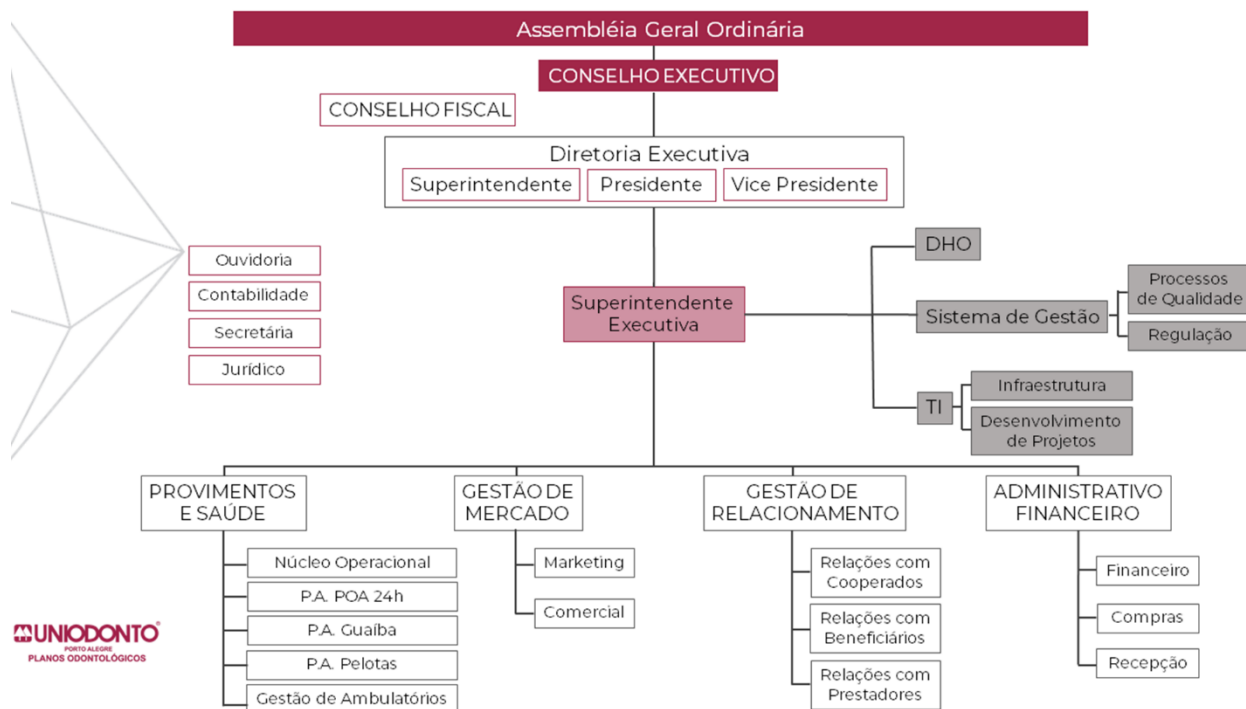 Assembléia Geral Ordinária
CONSELHO EXECUTIVO
CONSELHO FISCAL
Diretoria Executiva
Superintendente
Presidente
Vice Presidente
Ouvidoria
Contabilidade
Secretária
Jurídico
Superintendente
Executiva
DHO
Sistema de Gestão
Processos
de Qualidade
Regulação
TI
Infraestrutura
Desenvolvimento
de Projetos
PROVIMENTOS
E SAÚDE
Núcleo Operacional
P.A. POA 24h
P.A. Guaíba
P.A. Pelotas
Gestão de Ambulatórios
GESTÃO DE
MERCADO
Marketing
Comercial
GESTÃO DE
RELACIONAMENTO
Relações com
Cooperados
Relações com
Beneficiários
Relações com
Prestadores
ADMINISTRATIVO
FINANCEIRO
Financeiro
Compras
Recepção
UNIODONTO®
PORTO ALEGRE
PLANOS ODONTOLÓGICOS